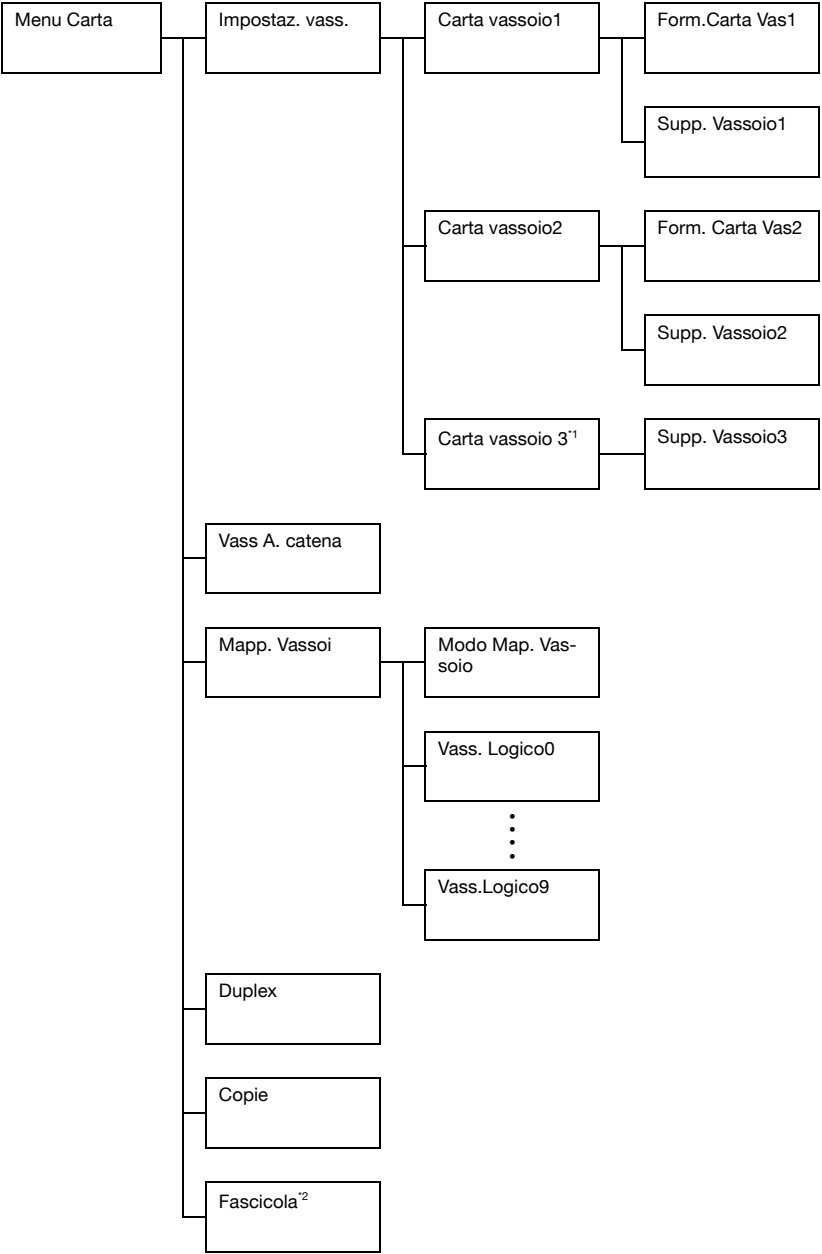 Menu Carta
Impostaz. vass.
Carta vassoio1
Form.Carta Vas1
Supp. Vassoio1
Carta vassoio2
Form. Carta Vas2
Supp. Vassoio2
Carta vassoio 3*1
Supp. Vassoio3
Vass A. catena
Mapp. Vassoi
Modo Map. Vas-
soio
Vass. Logico0
Vass.Logico9
Duplex
Copie
Fascicola*2